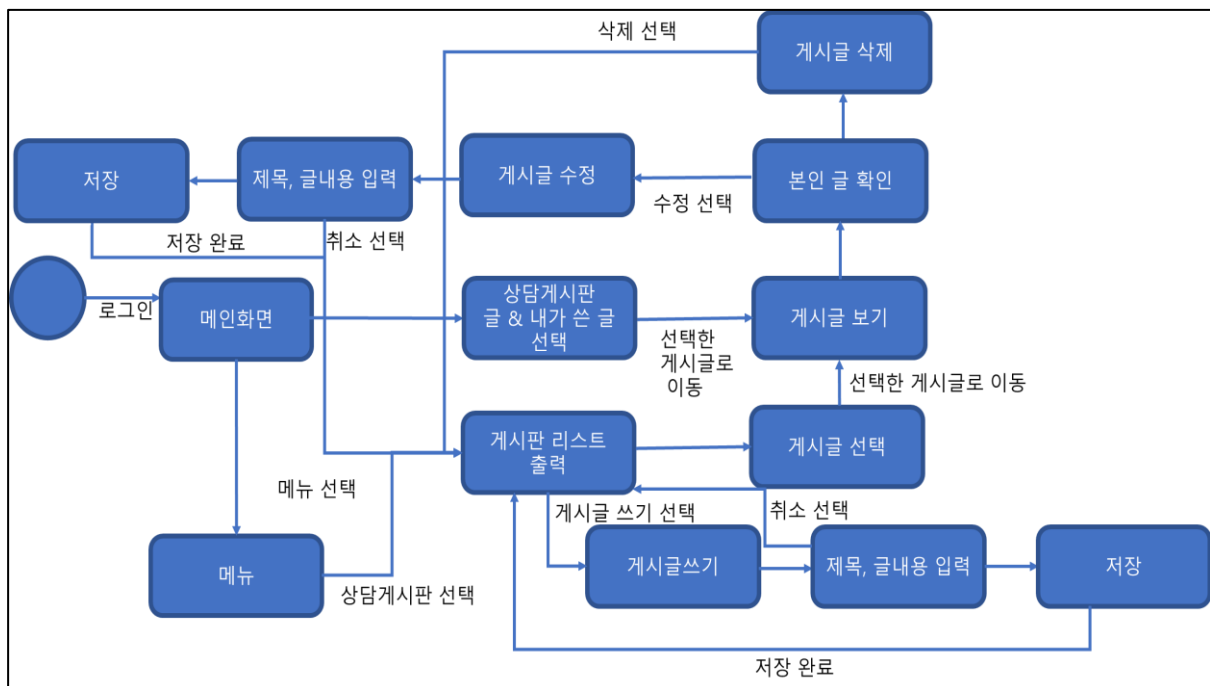 삭제 선택
게시글 삭제
저장
제목, 글내용 입력
게시글 수정
본인 글 확인
수정 선택
저장 완료
취소 선택
로그인
메인화면
상담게시판
글 & 내가 쓴 글
선택
게시글 보기
선택한
게시글로
이동
선택한 게시글로 이동
게시판 리스트
출력
게시글 선택
메뉴 선택
게시글 쓰기 선택
취소 선택
메뉴
상담게시판 선택
게시글쓰기
제목, 글내용 입력
저장
저장 완료